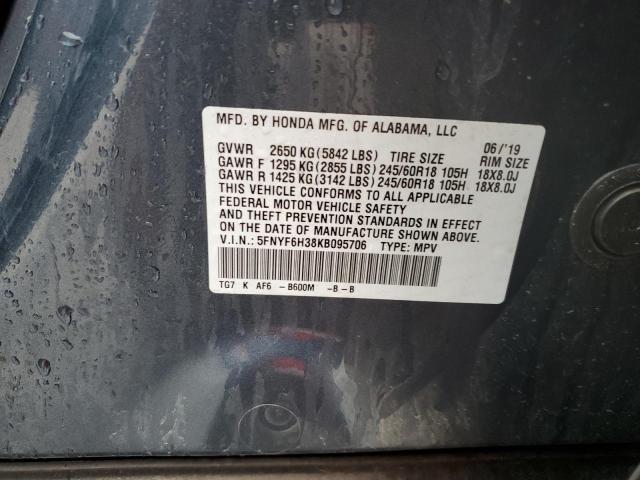 MFD. BY HONDA MFG. OF ALABAMA, LLC
GVWR 2650 KG(5842 LBS) TIRE SIZE 06/'19 RIM SIZE
GAWR F 1295 KG(2855 LBS)245/60R18 105H 18X8.0J
GAWR R 1425 KG(3142 LBS)245/60R18 105H 18X8.0J
THIS VEHICLE CONFORMS TO ALL APPLICABLE
FEDERAL MOTOR VEHICLE SAFETY
AND THEFT PREVENTION STANDARDS IN EFFECT
ON THE DATE OF MANUFACTURE SHOWN ABOVE.
V.I.N.: 5FNYF6H38KB095706 TYPE: MPV
TG7 K AF6 -B600M -B-B